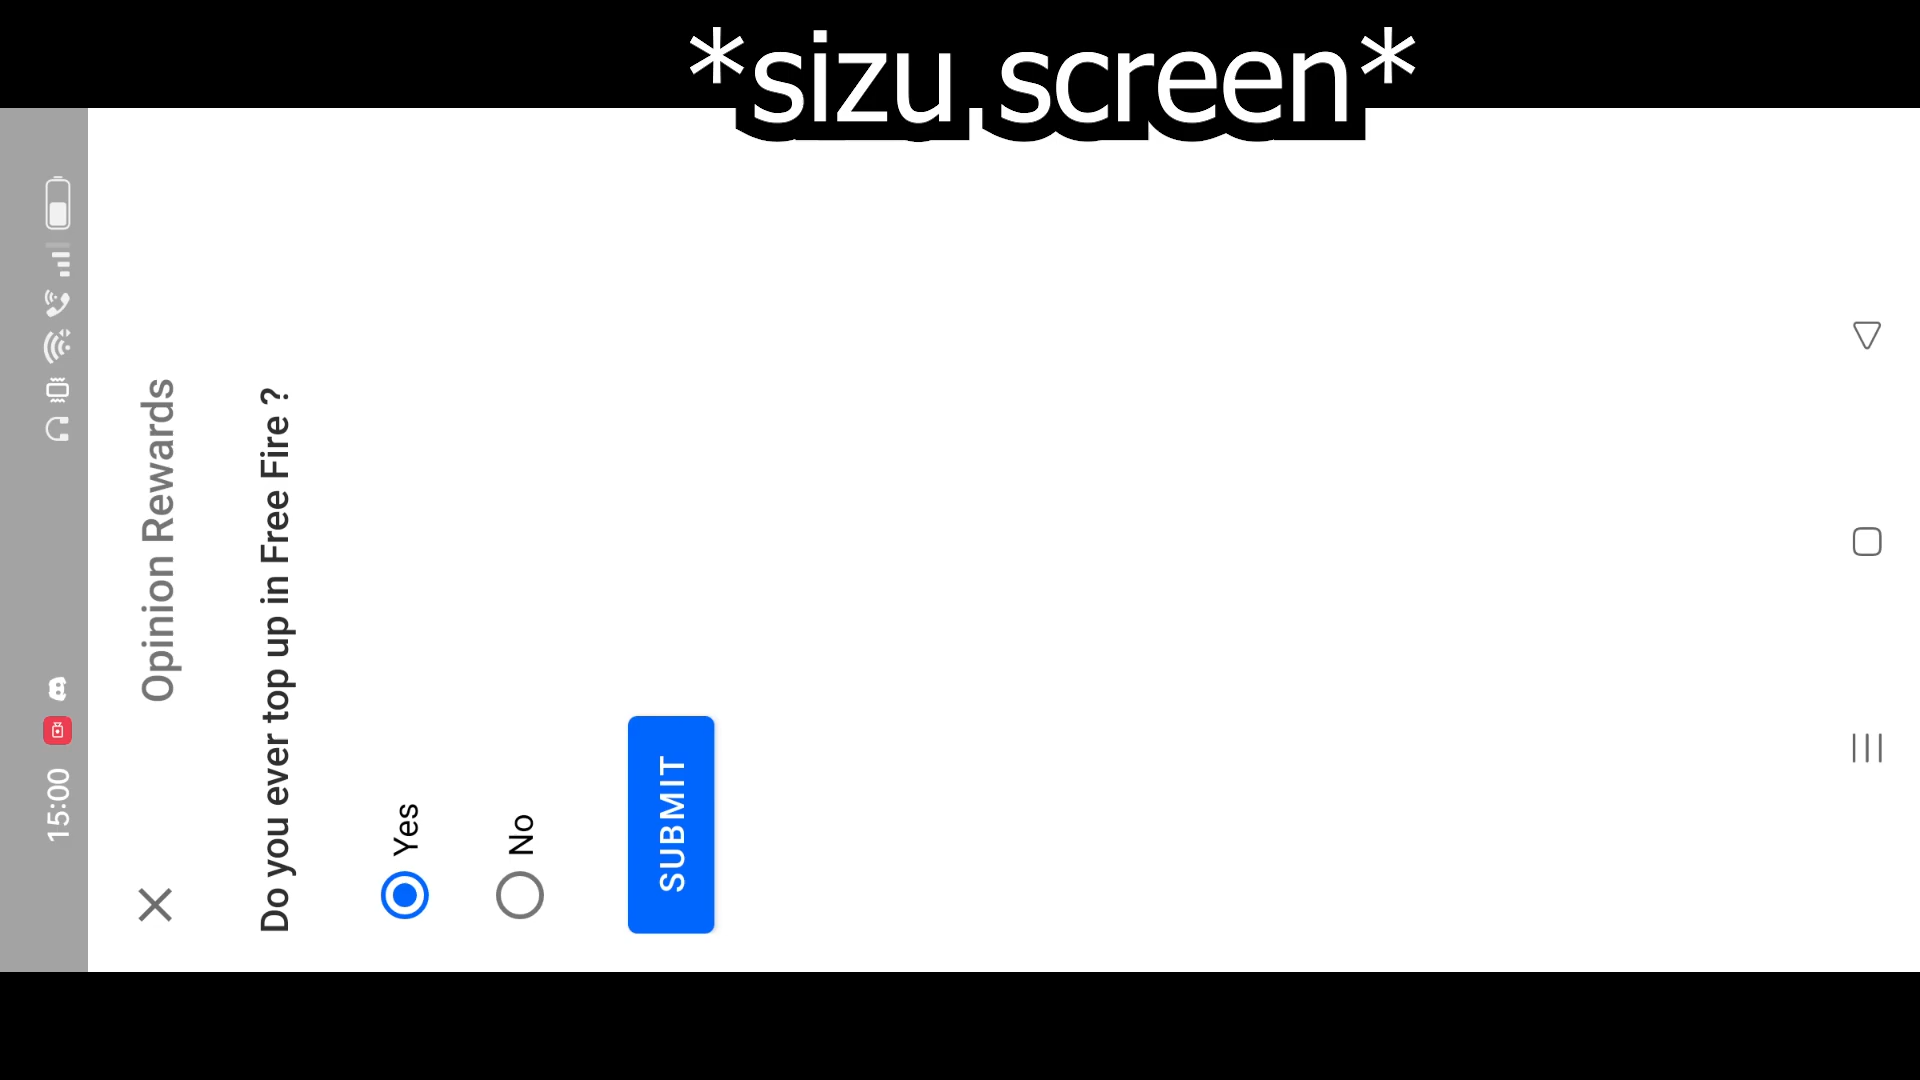 *sizu.screen*
15:00
Opinion Rewards
Do you ever top up in Free Fire ?
Yes
No
SUBMIT